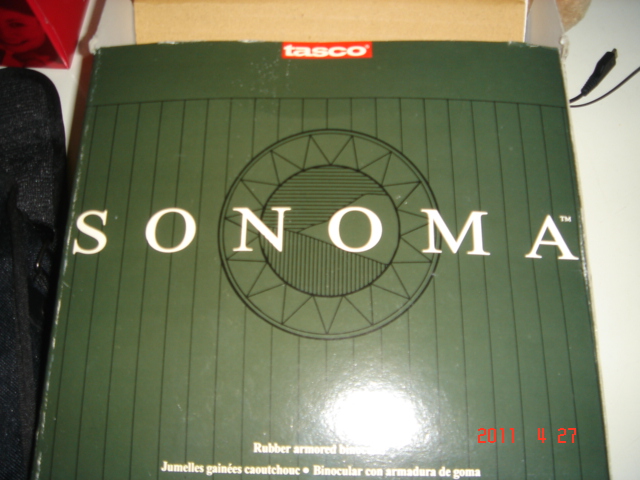 tasco
SONOMA™
Rubber armored
Jumelles gainées caoutchouc • Binocular con armadura de goma
2011 4 27